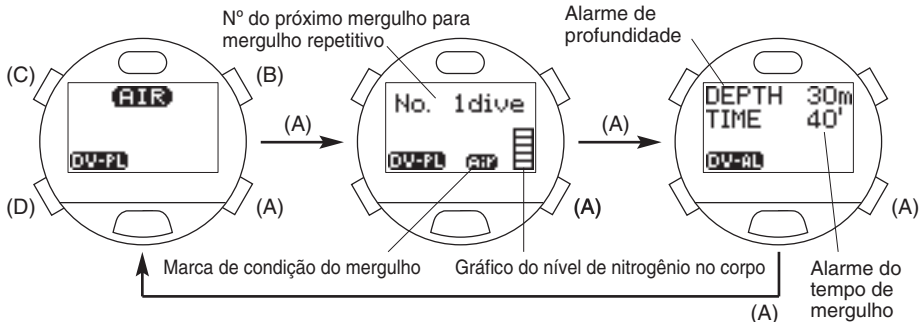 Nº do próximo mergulho para
mergulho repetitivo
Alarme de
profundidade
(C)
(B)
AIR
DV-PL
(D)
(A)
(A)
No. 1dive
DV-PL Air
(A)
(A)
DEPTH 30m
TIME 40'
DV-AL
(A)
Marca de condição do mergulho
Gráfico do nível de nitrogênio no corpo
Alarme do
tempo de
mergulho
(A)